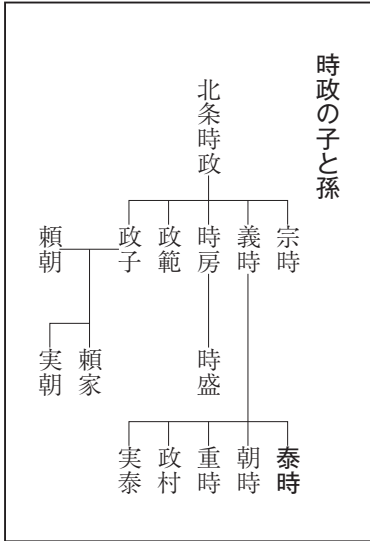 時政の子と孫
北条時政
宗時
義時
時房
政範
政子
頼朝
時盛
頼家
実朝
泰時
朝時
重時
政村
実泰